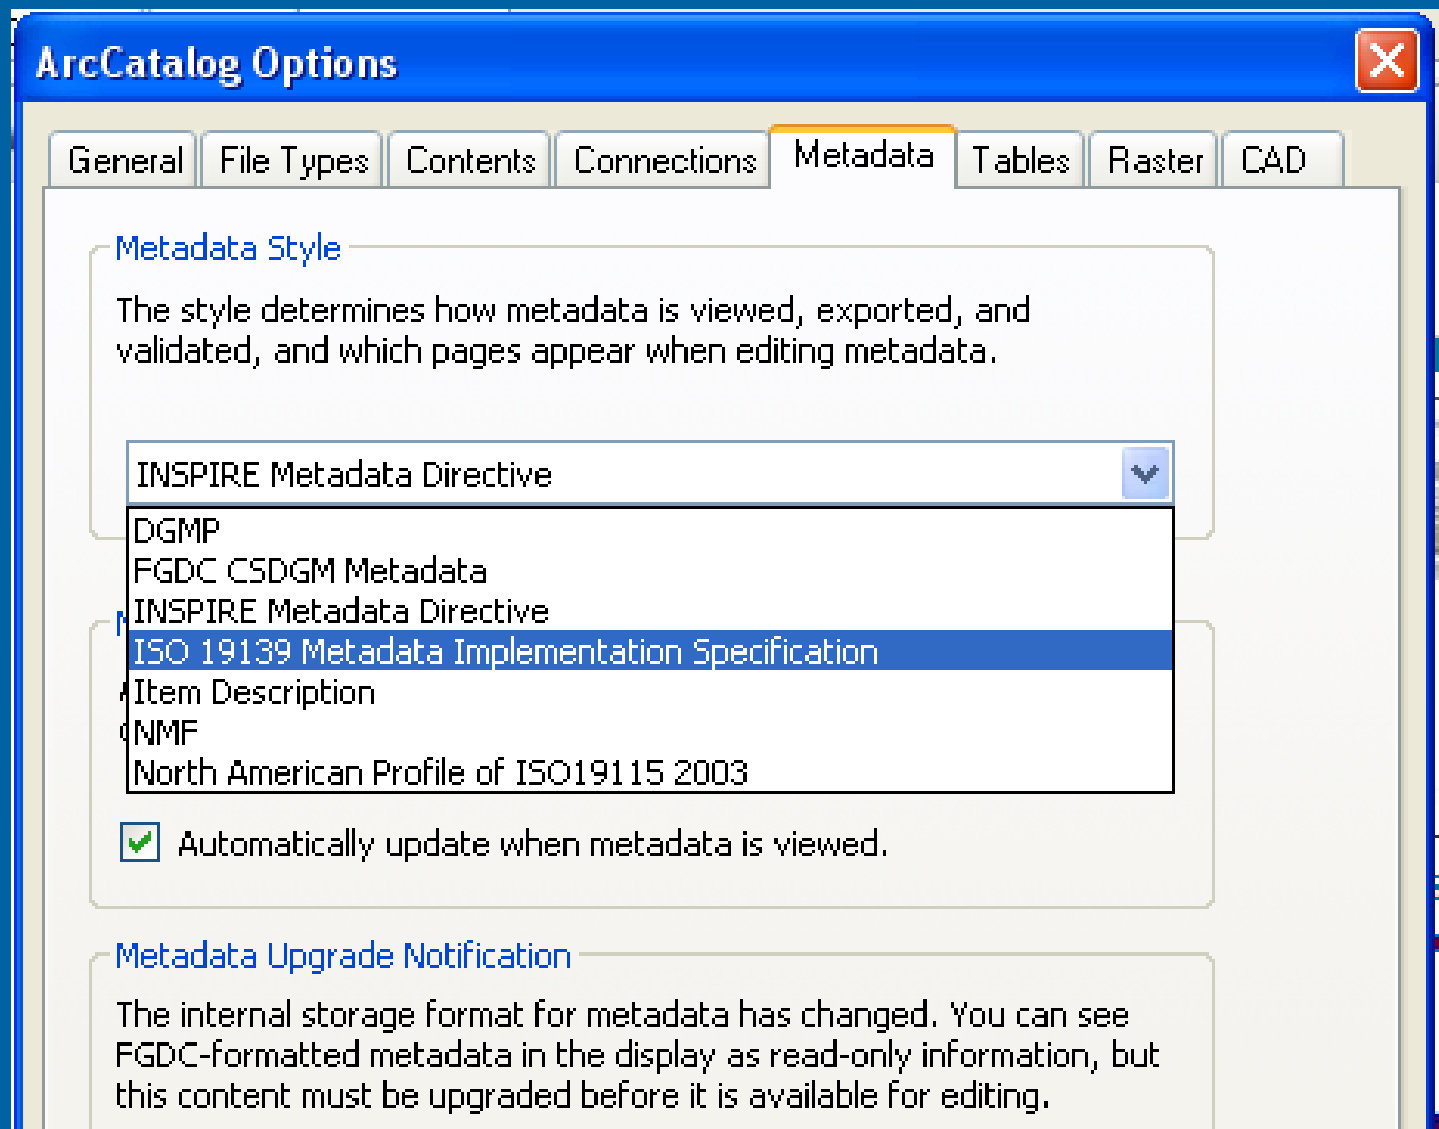 ArcCatalog Options
General File Types Contents Connections Metadata Tables Raster CAD
Metadata Style
The style determines how metadata is viewed, exported, and
validated, and which pages appear when editing metadata.
INSPIRE Metadata Directive
DGMP
FGDC CSDGM Metadata
INSPIRE Metadata Directive
ISO 19139 Metadata Implementation Specification
Item Description
NMF
North American Profile of ISO19115 2003
Automatically update when metadata is viewed.
Metadata Upgrade Notification
The internal storage format for metadata has changed. You can see
FGDC-formatted metadata in the display as read-only information, but
this content must be upgraded before it is available for editing.